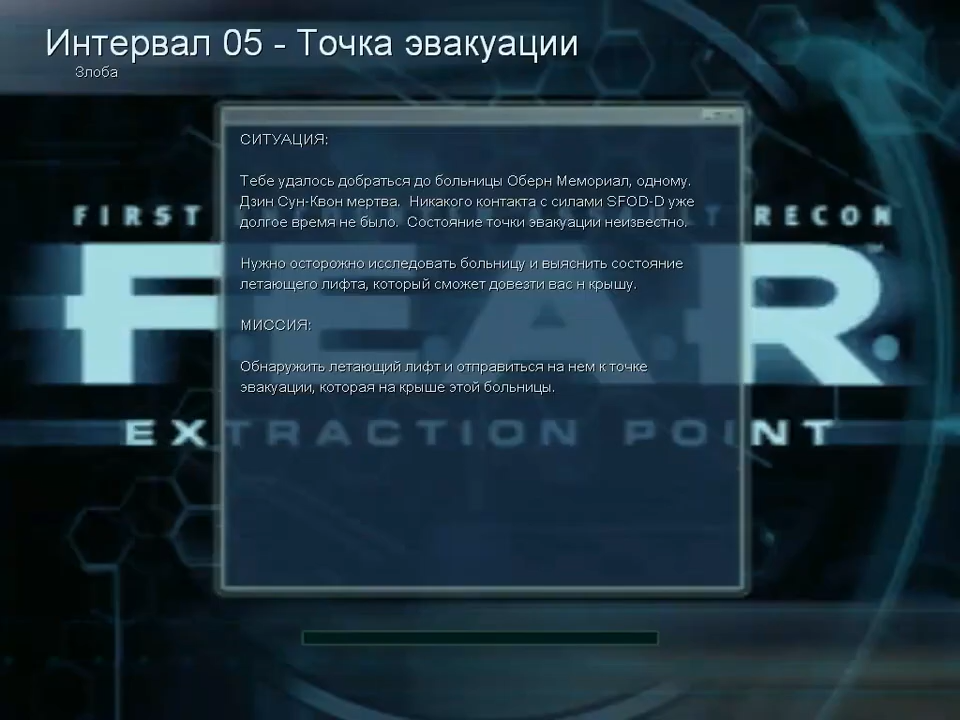 Интервал 05 - Точка эвакуации
Злоба
СИТУАЦИЯ:
Тебе удалось добраться до больницы Оберн Мемориал, одному.
Дзин Сун-Квон мертва. Никакого контакта с силами SFOD-D уже
долгое время не было. Состояние точки эвакуации неизвестно.
Нужно осторожно исследовать больницу и выяснить состояние
летающего лифта, который сможет довезти вас н крышу.
МИССИЯ:
Обнаружить летающий лифт и отправиться на нем к точке
эвакуации, которая на крыше этой больницы.
FIRST RECON
F.E.A.R.
EXTRACTION POINT